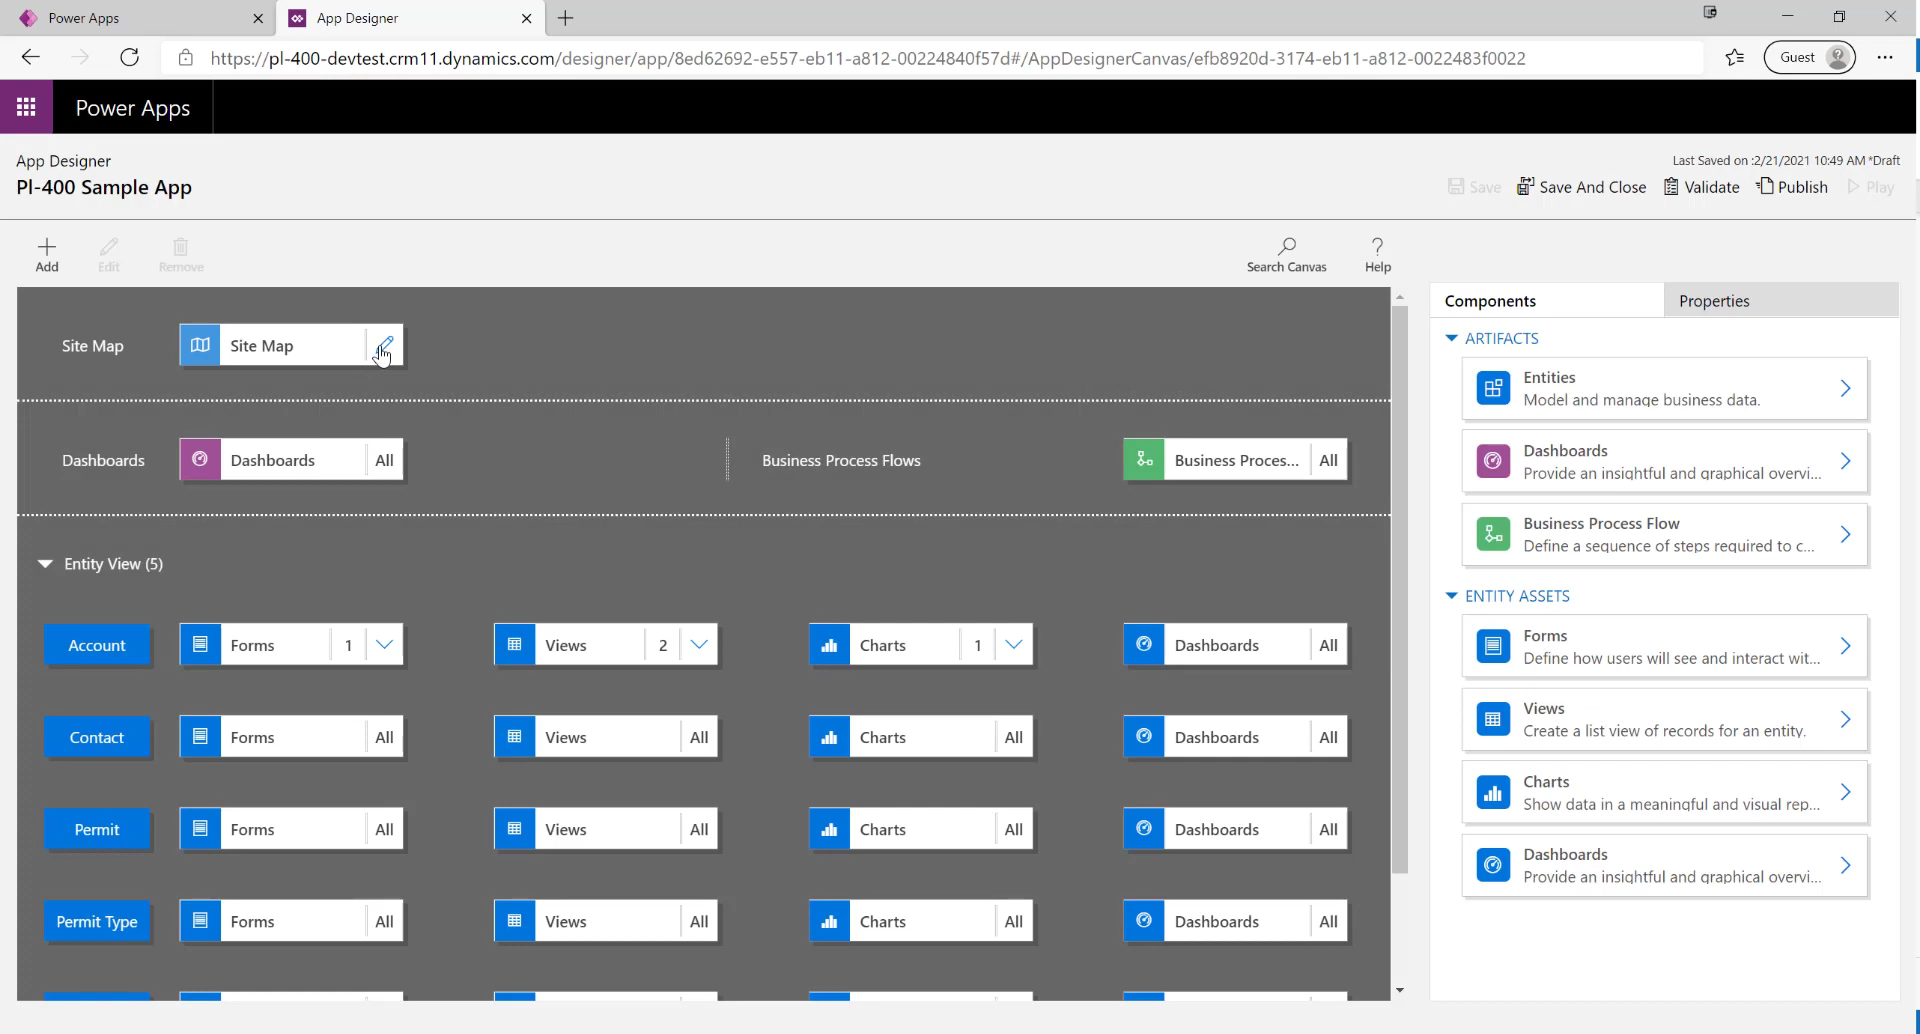 Power Apps
App Designer
https://pl-400-devtest.crm11.dynamics.com/designer/app/8ed62692-e557-eb11-a812-00224840f57d#/AppDesignerCanvas/efb8920d-3174-eb11-a812-0022483f0022
Guest
Power Apps
App Designer
Pl-400 Sample App
Last Saved on :2/21/2021 10:49 AM *Draft
Save
Save And Close
Validate
Publish
Play
Add
Edit
Remove
Search Canvas
Help
Site Map
Site Map
Dashboards
Dashboards All
Business Process Flows
Business Proces... All
Entity View (5)
Account
Forms 1
Views 2
Charts 1
Dashboards All
Contact
Forms All
Views All
Charts All
Dashboards All
Permit
Forms All
Views All
Charts All
Dashboards All
Permit Type
Forms All
Views All
Charts All
Dashboards All
Components
Properties
ARTIFACTS
Entities
Model and manage business data.
Dashboards
Provide an insightful and graphical overvi...
Business Process Flow
Define a sequence of steps required to c...
ENTITY ASSETS
Forms
Define how users will see and interact wit...
Views
Create a list view of records for an entity.
Charts
Show data in a meaningful and visual rep...
Dashboards
Provide an insightful and graphical overvi...